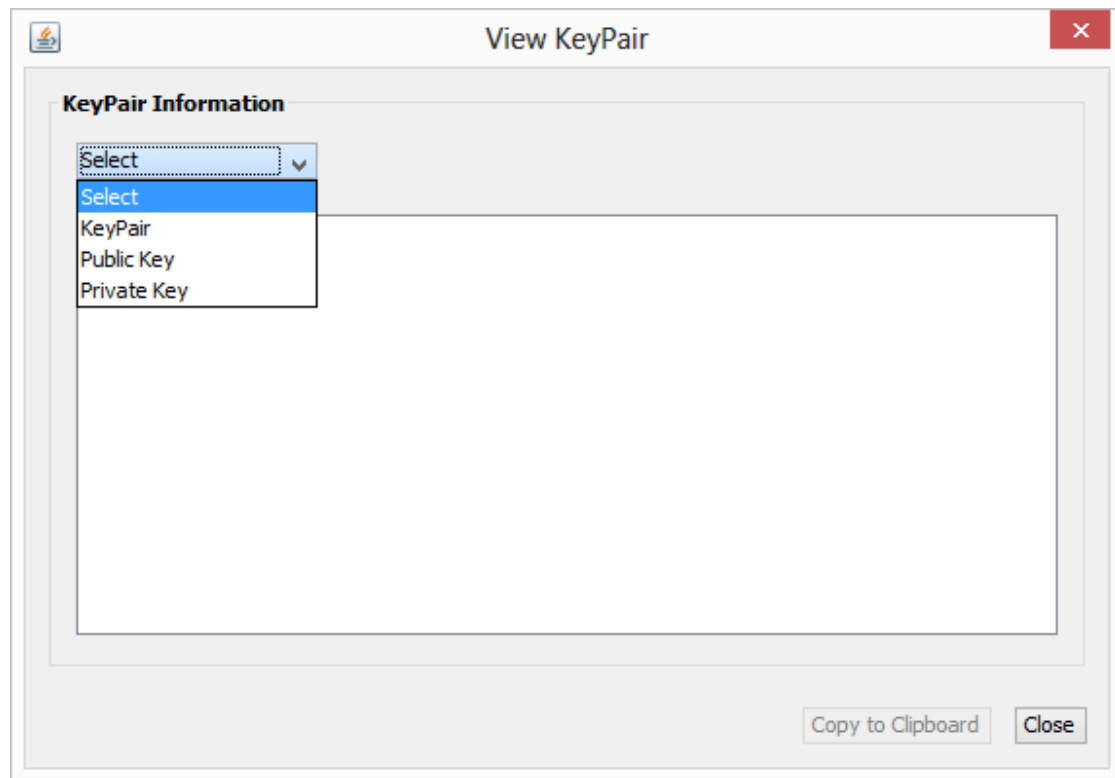 View KeyPair
KeyPair Information
Select
Select
KeyPair
Public Key
Private Key
Copy to Clipboard Close